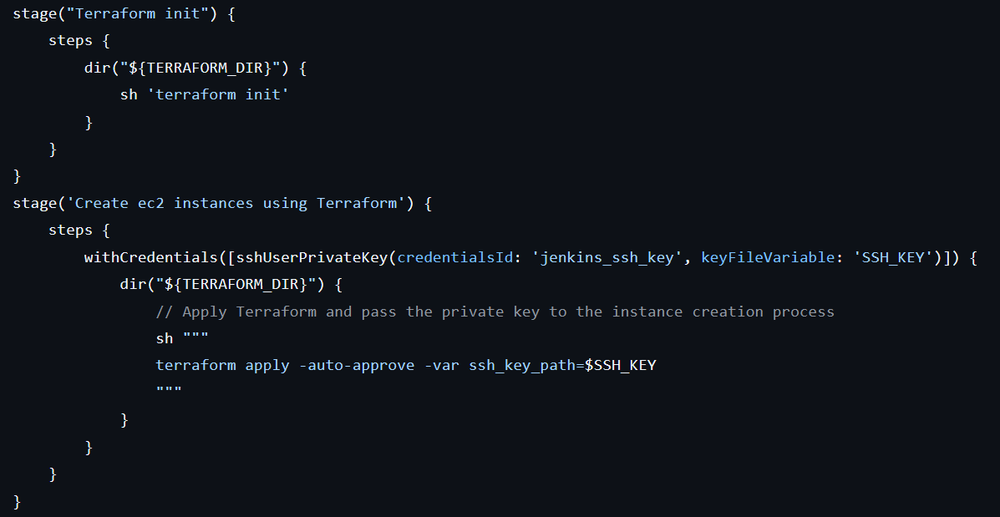 stage("Terraform init") {
    steps {
        dir("${TERRAFORM_DIR}") {
            sh 'terraform init'
        }
    }
}
stage('Create ec2 instances using Terraform') {
    steps {
        withCredentials([sshUserPrivateKey(credentialsId: 'jenkins_ssh_key', keyFileVariable: 'SSH_KEY')]) {
            dir("${TERRAFORM_DIR}") {
                // Apply Terraform and pass the private key to the instance creation process
                sh """
                terraform apply -auto-approve -var ssh_key_path=$SSH_KEY
                """
            }
        }
    }
}